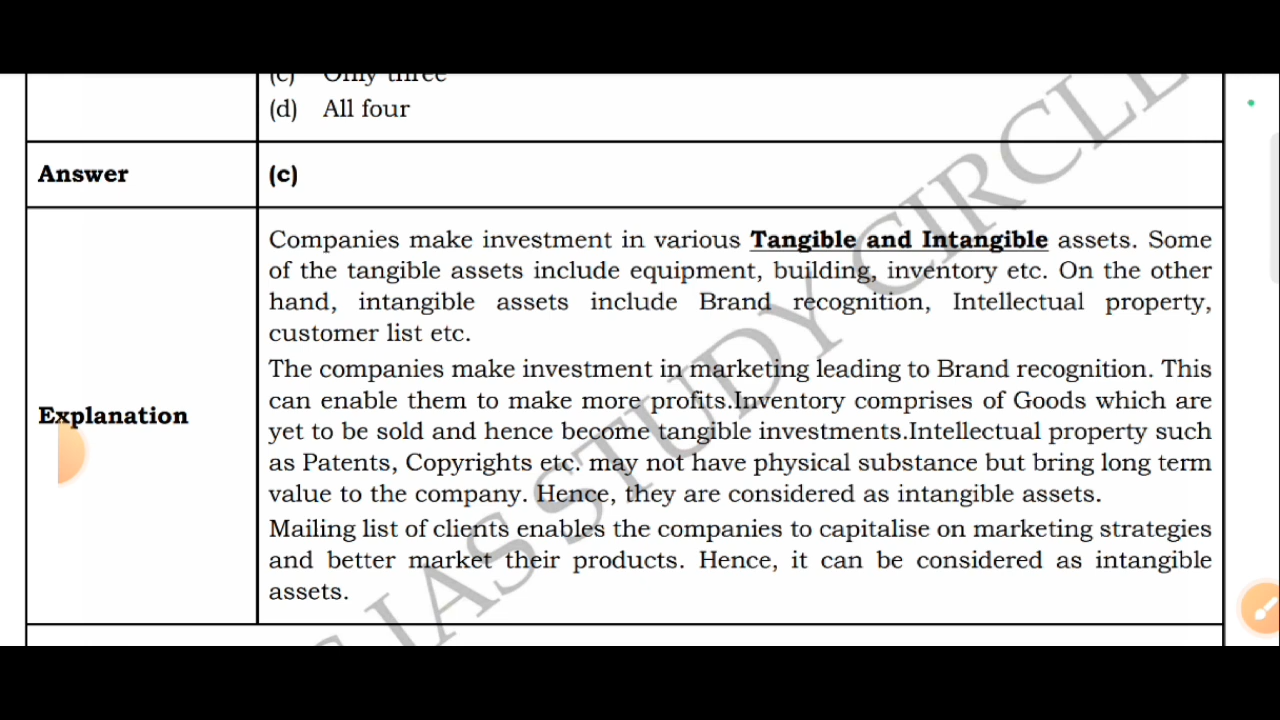 (c) Only three
(d) All four
Answer
(c)
Explanation
Companies make investment in various Tangible and Intangible assets. Some
of the tangible assets include equipment, building, inventory etc. On the other
hand, intangible assets include Brand recognition, Intellectual property,
customer list etc.
The companies make investment in marketing leading to Brand recognition. This
can enable them to make more profits.Inventory comprises of Goods which are
yet to be sold and hence become tangible investments.Intellectual property such
as Patents, Copyrights etc. may not have physical substance but bring long term
value to the company. Hence, they are considered as intangible assets.
Mailing list of clients enables the companies to capitalise on marketing strategies
and better market their products. Hence, it can be considered as intangible
assets.
IAS STUDY CIRCLE